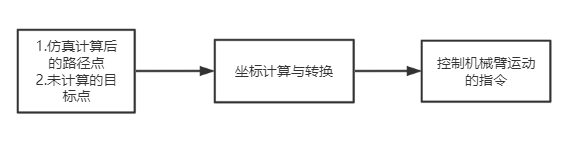 1.仿真计算后
的路径点
2.未计算的目
标点
坐标计算与转换
控制机械臂运动
的指令